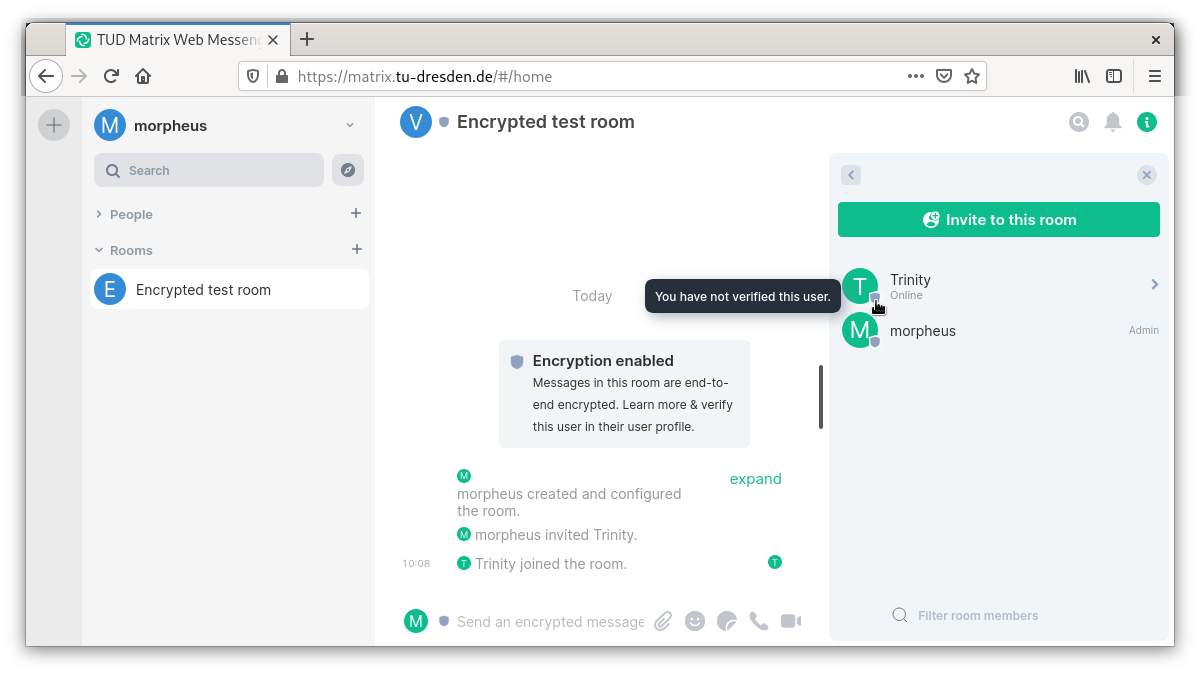 TUD Matrix Web Messeng
https://matrix.tu-dresden.de/#/home
M morpheus
Search
People
Rooms
E Encrypted test room
V Encrypted test room
Today
Encryption enabled
Messages in this room are end-to-
end encrypted. Learn more & verify
this user in their user profile.
M
expand
morpheus created and configured
the room.
M morpheus invited Trinity.
10:08 T Trinity joined the room. T
M Send an encrypted message
Invite to this room
T Trinity
Online
You have not verified this user.
M morpheus Admin
Filter room members